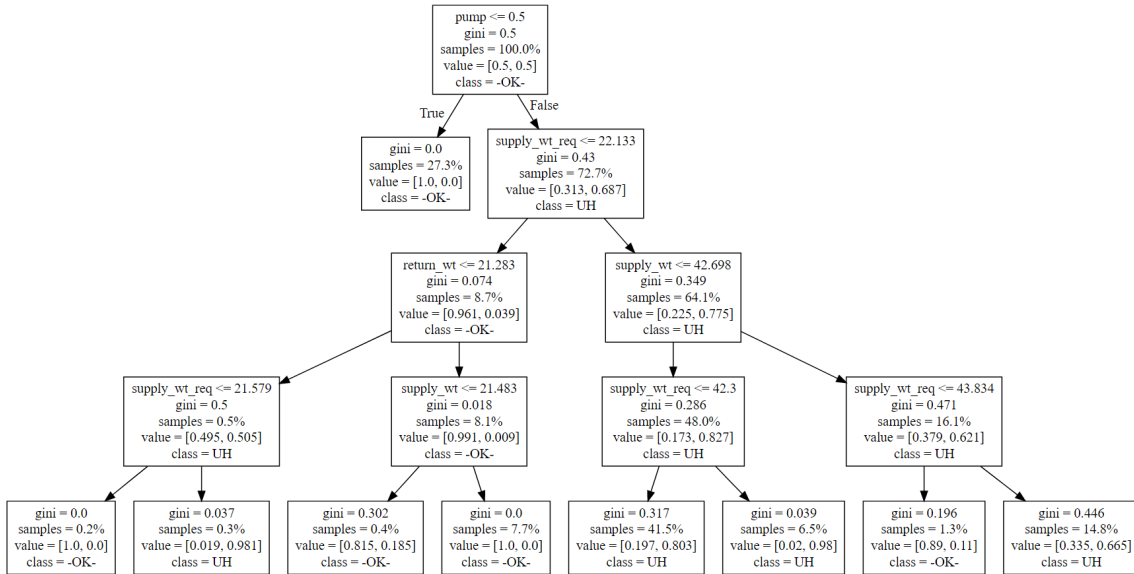 pump <= 0.5
gini = 0.5
samples = 100.0%
value = [0.5, 0.5]
class = -OK-
True
False
gini = 0.0
samples = 27.3%
value = [1.0, 0.0]
class = -OK-
supply_wt_req <= 22.133
gini = 0.43
samples = 72.7%
value = [0.313, 0.687]
class = UH
return_wt <= 21.283
gini = 0.074
samples = 8.7%
value = [0.961, 0.039]
class = -OK-
supply_wt <= 42.698
gini = 0.349
samples = 64.1%
value = [0.225, 0.775]
class = UH
supply_wt_req <= 21.579
gini = 0.5
samples = 0.5%
value = [0.495, 0.505]
class = UH
supply_wt <= 21.483
gini = 0.018
samples = 8.1%
value = [0.991, 0.009]
class = -OK-
supply_wt_req <= 42.3
gini = 0.286
samples = 48.0%
value = [0.173, 0.827]
class = UH
supply_wt_req <= 43.834
gini = 0.471
samples = 16.1%
value = [0.379, 0.621]
class = UH
gini = 0.0
samples = 0.2%
value = [1.0, 0.0]
class = -OK-
gini = 0.037
samples = 0.3%
value = [0.019, 0.981]
class = UH
gini = 0.302
samples = 0.4%
value = [0.815, 0.185]
class = -OK-
gini = 0.0
samples = 7.7%
value = [1.0, 0.0]
class = -OK-
gini = 0.317
samples = 41.5%
value = [0.197, 0.803]
class = UH
gini = 0.039
samples = 6.5%
value = [0.02, 0.98]
class = UH
gini = 0.196
samples = 1.3%
value = [0.89, 0.11]
class = -OK-
gini = 0.446
samples = 14.8%
value = [0.335, 0.665]
class = UH